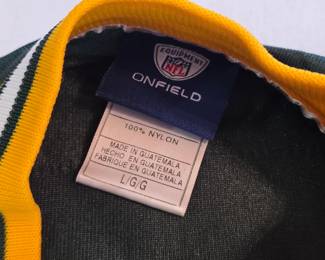 EQUIPMENT
NFL
ONFIELD
100% NYLON
MADE IN GUATEMALA
HECHO EN GUATEMALA
FABRIQUE EN GUATEMALA
L/G/G